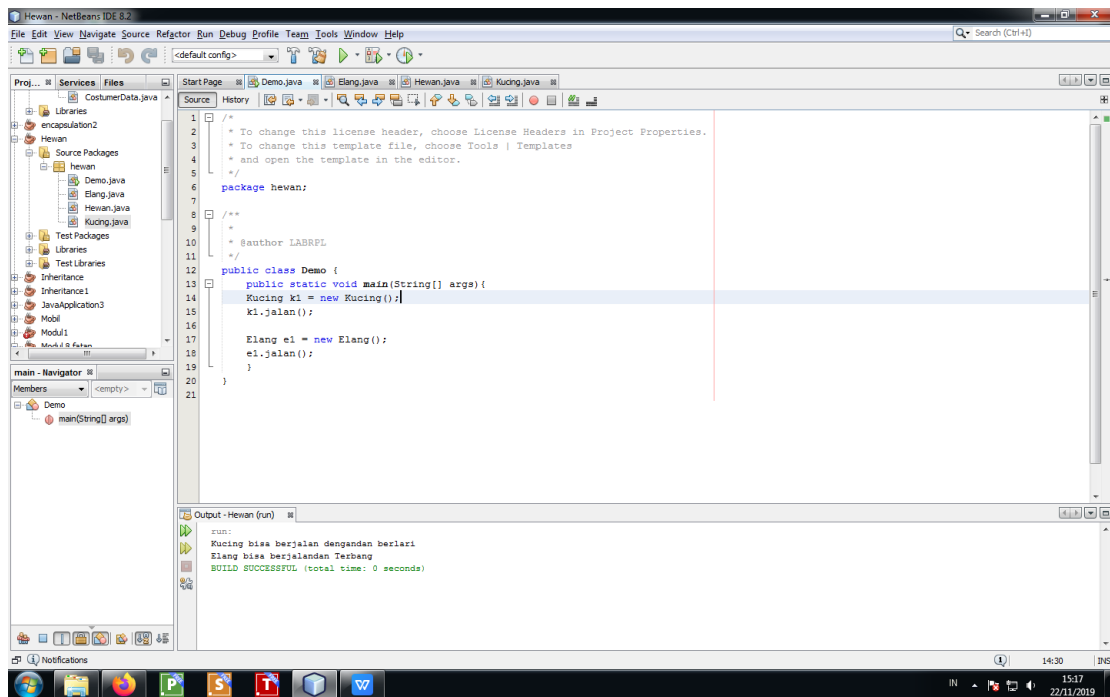 Hewan - NetBeans IDE 8.2
File Edit View Navigate Source Refactor Run Debug Profile Team Tools Window Help
Search (Ctrl+I)
<default config>
Proj... Services Files
Start Page Demo.java Elang.java Hewan.java Kucing.java
Source History
CostumerData.java
Libraries
encapsulation2
Hewan
Source Packages
hewan
Demo.java
Elang.java
Hewan.java
Kucing.java
Test Packages
Libraries
Test Libraries
Inheritance
Inheritance1
JavaApplication3
Mobil
Modul1
Modul 8 fatan
main - Navigator
Members <empty>
Demo
main(String[] args)
1 /*
2 * To change this license header, choose License Headers in Project Properties.
3 * To change this template file, choose Tools | Templates
4 * and open the template in the editor.
5 */
6 package hewan;
7
8 /**
9 *
10 * @author LABRPL
11 */
12 public class Demo {
13 public static void main(String[] args){
14 Kucing k1 = new Kucing();
15 k1.jalan();
16
17 Elang e1 = new Elang();
18 e1.jalan();
19 }
20 }
21
Output - Hewan (run)
run:
Kucing bisa berjalan dengandan berlari
Elang bisa berjalandan Terbang
BUILD SUCCESSFUL (total time: 0 seconds)
Notifications
1
14:30 INS
P S T W
IN
15:17
22/11/2019